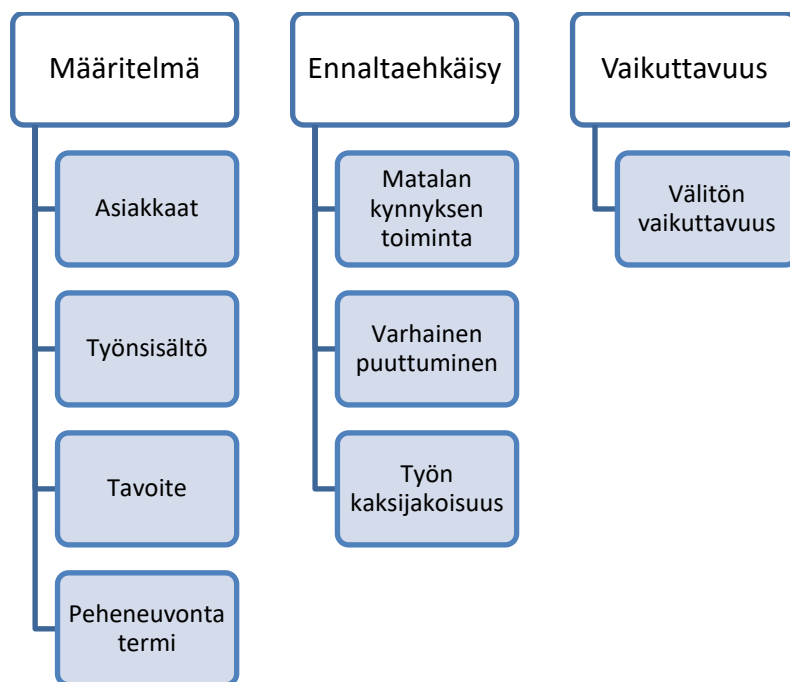 Määritelmä
Asiakkaat
Työnsisältö
Tavoite
Peheneuvonta
termi
Ennaltaehkäisy
Matalan
kynnyksen
toiminta
Varhainen
puuttuminen
Työn
kaksijakoisuus
Vaikuttavuus
Välitön
vaikuttavuus